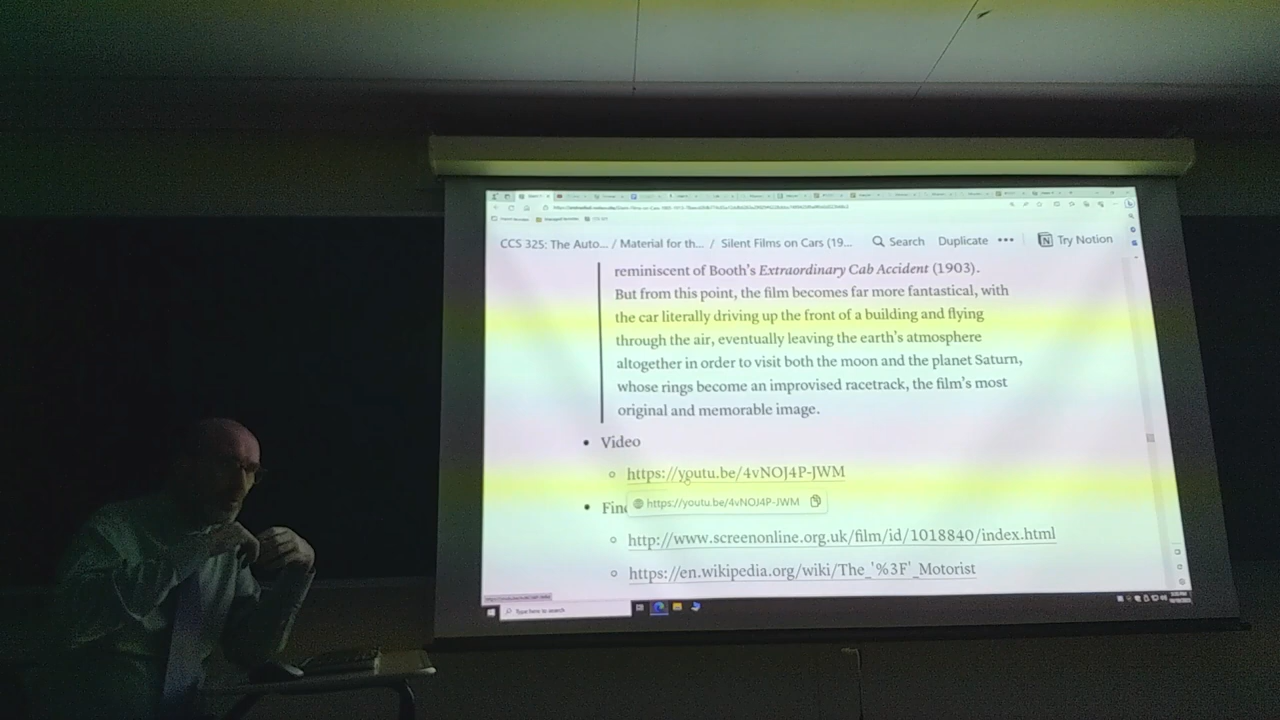 CCS 325: The Auto... / Material for th... / Silent Films on Cars (19... Search Duplicate ••• Try Notion
reminiscent of Booth's Extraordinary Cab Accident (1903).
But from this point, the film becomes far more fantastical, with
the car literally driving up the front of a building and flying
through the air, eventually leaving the earth's atmosphere
altogether in order to visit both the moon and the planet Saturn,
whose rings become an improvised racetrack, the film's most
original and memorable image.
• Video
https://youtu.be/4vNOJ4P-JWM
https://youtu.be/4vNOJ4P-JWM
http://www.screenonline.org.uk/film/id/1018840/index.html
https://en.wikipedia.org/wiki/The_'%3F'_Motorist
Type here to search